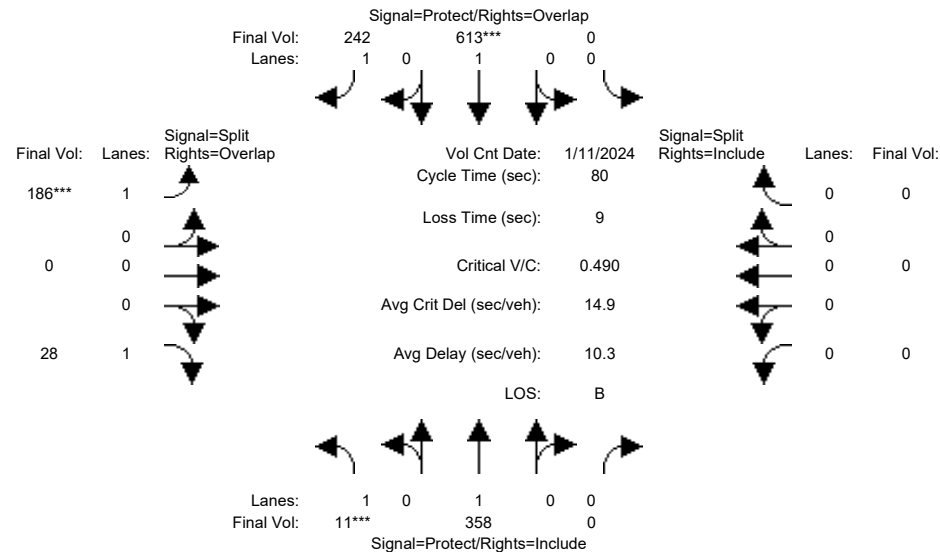 Signal=Protect/Rights=Overlap
Final Vol: 242 613*** 0
Lanes: 1 0 1 0 0
Signal=Split Signal=Split
Final Vol: Lanes: Rights=Overlap Vol Cnt Date: 1/11/2024 Rights=Include Lanes: Final Vol:
Cycle Time (sec): 80
186*** 1 0 0
Loss Time (sec): 9
0 0
0 0 Critical V/C: 0.490 0 0
0 Avg Crit Del (sec/veh): 14.9 0
28 1 Avg Delay (sec/veh): 10.3 0 0
LOS: B
Lanes: 1 0 1 0 0
Final Vol: 11*** 358 0
Signal=Protect/Rights=Include